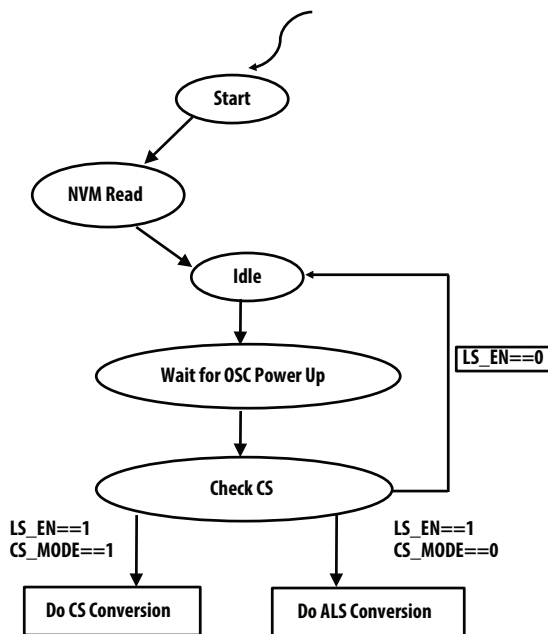 Start
NVM Read
Idle
LS_EN==0
Wait for OSC Power Up
Check CS
LS_EN==1
CS_MODE==1
LS_EN==1
CS_MODE==0
Do CS Conversion
Do ALS Conversion